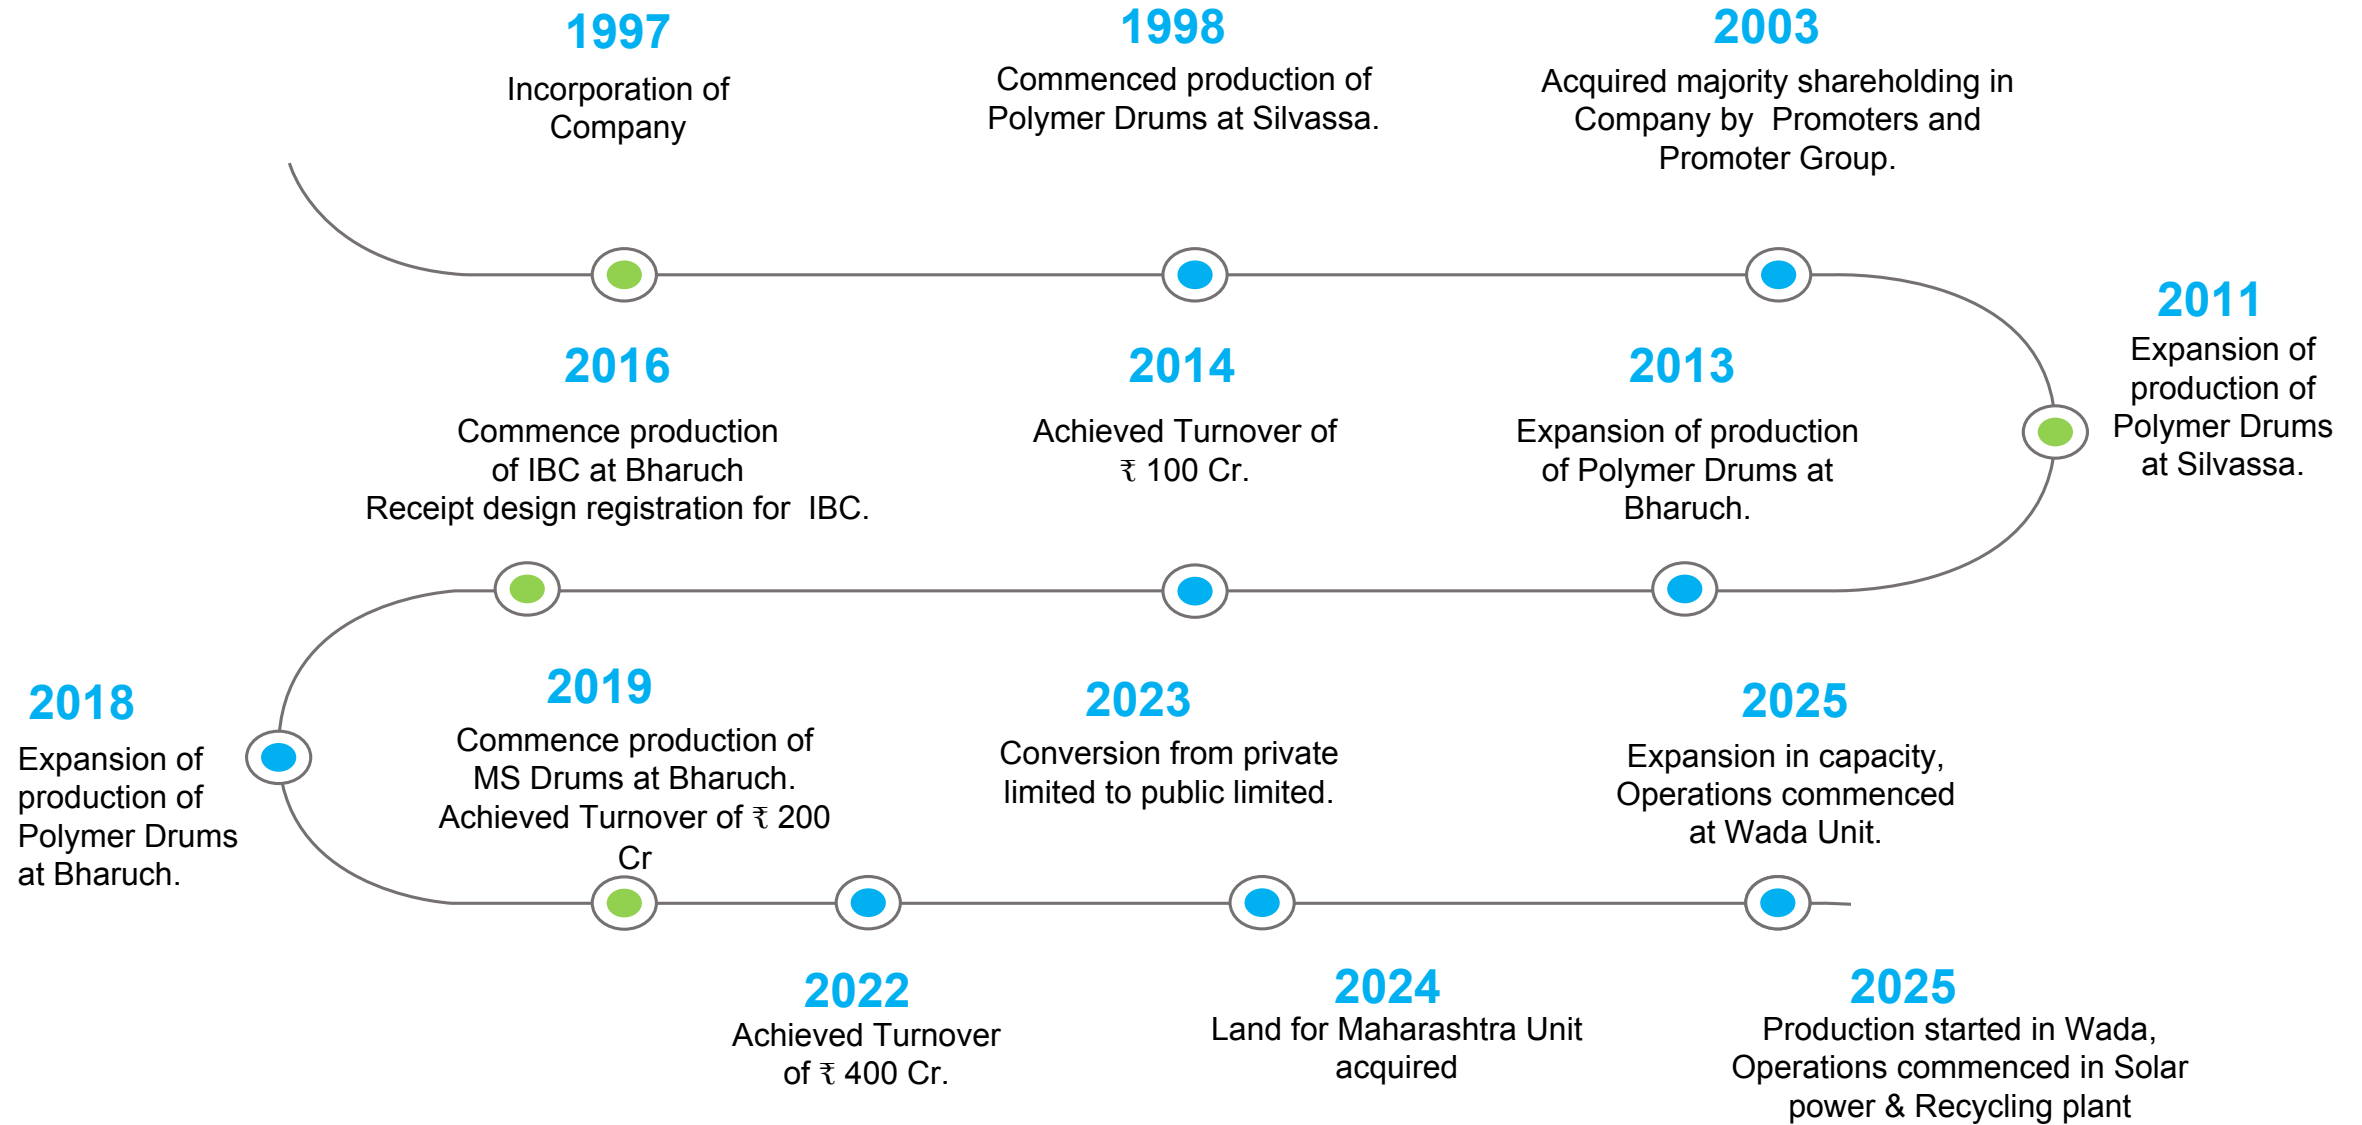 1997
Incorporation of
Company
1998
Commenced production of
Polymer Drums at Silvassa.
2003
Acquired majority shareholding in
Company by Promoters and
Promoter Group.
2011
Expansion of
production of
Polymer Drums
at Silvassa.
2013
Expansion of production
of Polymer Drums at
Bharuch.
2014
Achieved Turnover of
₹ 100 Cr.
2016
Commence production
of IBC at Bharuch
Receipt design registration for IBC.
2018
Expansion of
production of
Polymer Drums
at Bharuch.
2019
Commence production of
MS Drums at Bharuch.
Achieved Turnover of ₹ 200
Cr
2022
Achieved Turnover
of ₹ 400 Cr.
2023
Conversion from private
limited to public limited.
2024
Land for Maharashtra Unit
acquired
2025
Expansion in capacity,
Operations commenced
at Wada Unit.
2025
Production started in Wada,
Operations commenced in Solar
power & Recycling plant